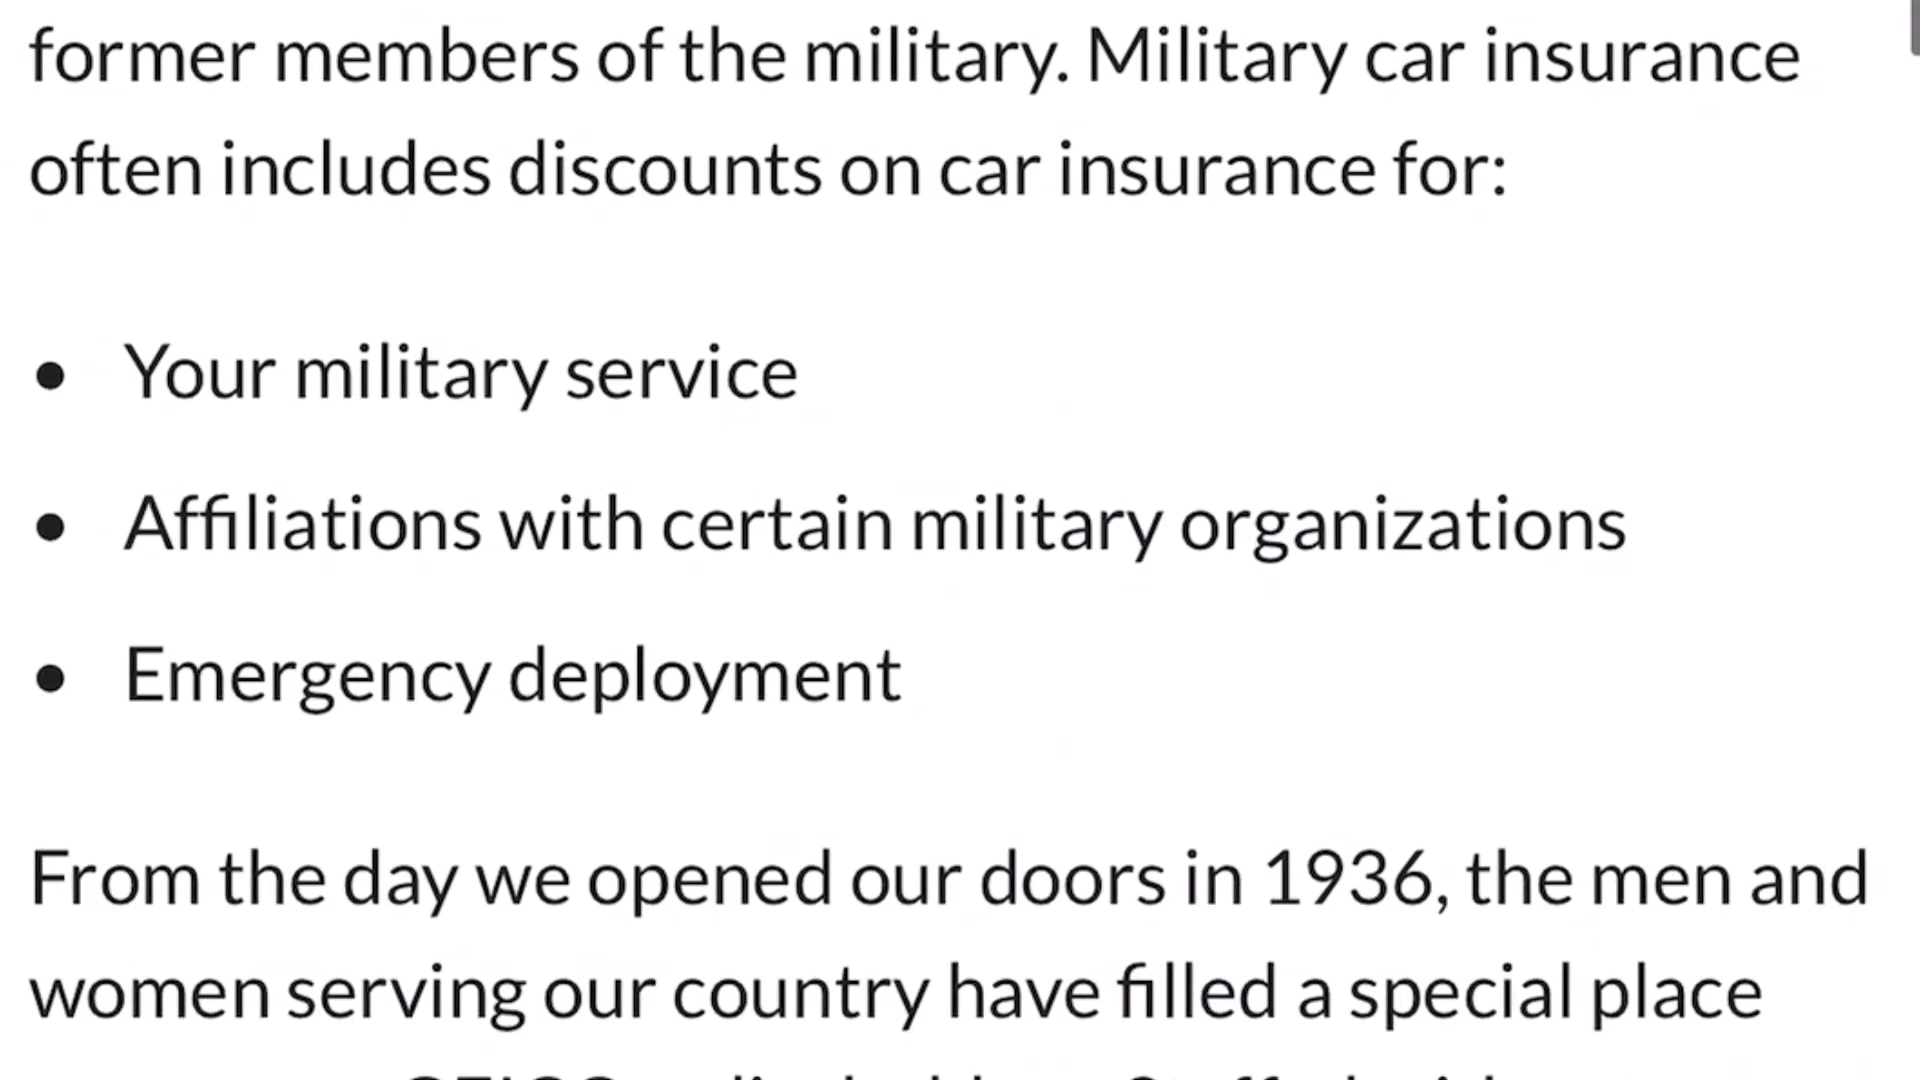 former members of the military. Military car insurance
often includes discounts on car insurance for:
• Your military service
• Affiliations with certain military organizations
• Emergency deployment
From the day we opened our doors in 1936, the men and
women serving our country have filled a special place